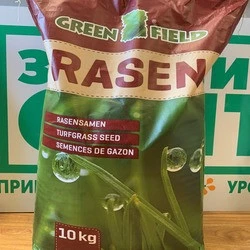 GREEN FIELD
RASEN
RASENSAMEN
TURFGRASS SEED
SEMENCES DE GAZON
10 kg